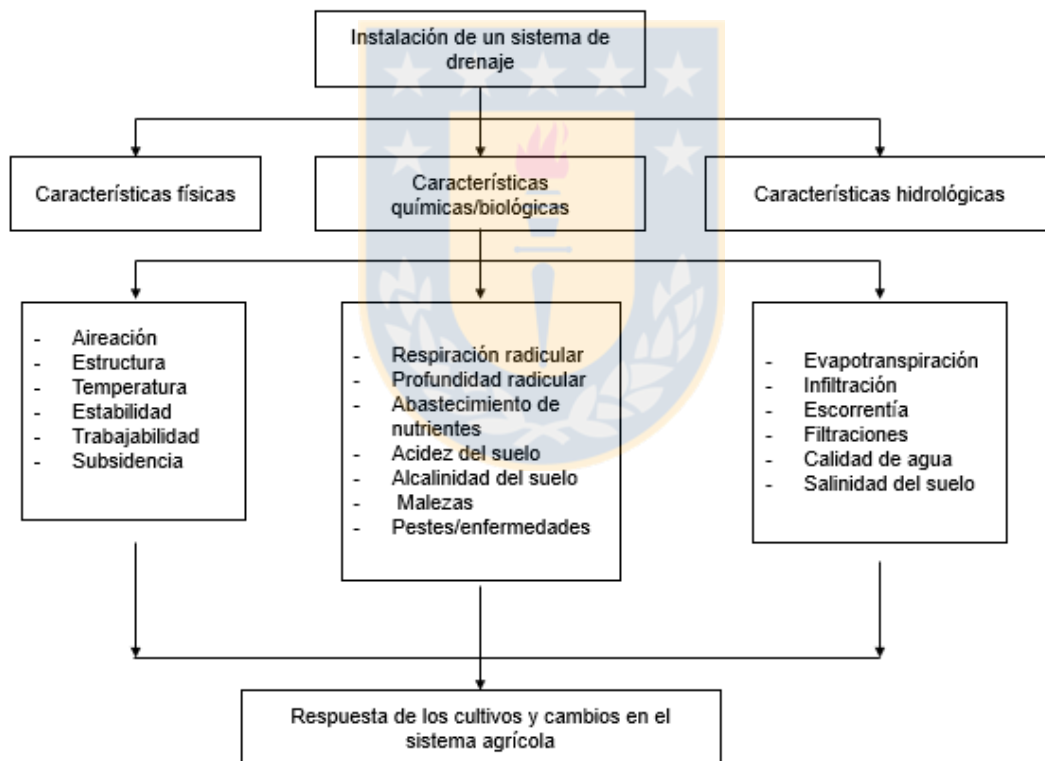 Instalación de un sistema de
drenaje
Características físicas
Características
químicas/biológicas
Características hidrológicas
- Aireación
- Estructura
- Temperatura
- Estabilidad
- Trabajabilidad
- Subsidencia
- Respiración radicular
- Profundidad radicular
- Abastecimiento de
nutrientes
- Acidez del suelo
- Alcalinidad del suelo
- Malezas
- Pestes/enfermedades
- Evapotranspiración
- Infiltración
- Escorrentía
- Filtraciones
- Calidad de agua
- Salinidad del suelo
Respuesta de los cultivos y cambios en el
sistema agrícola